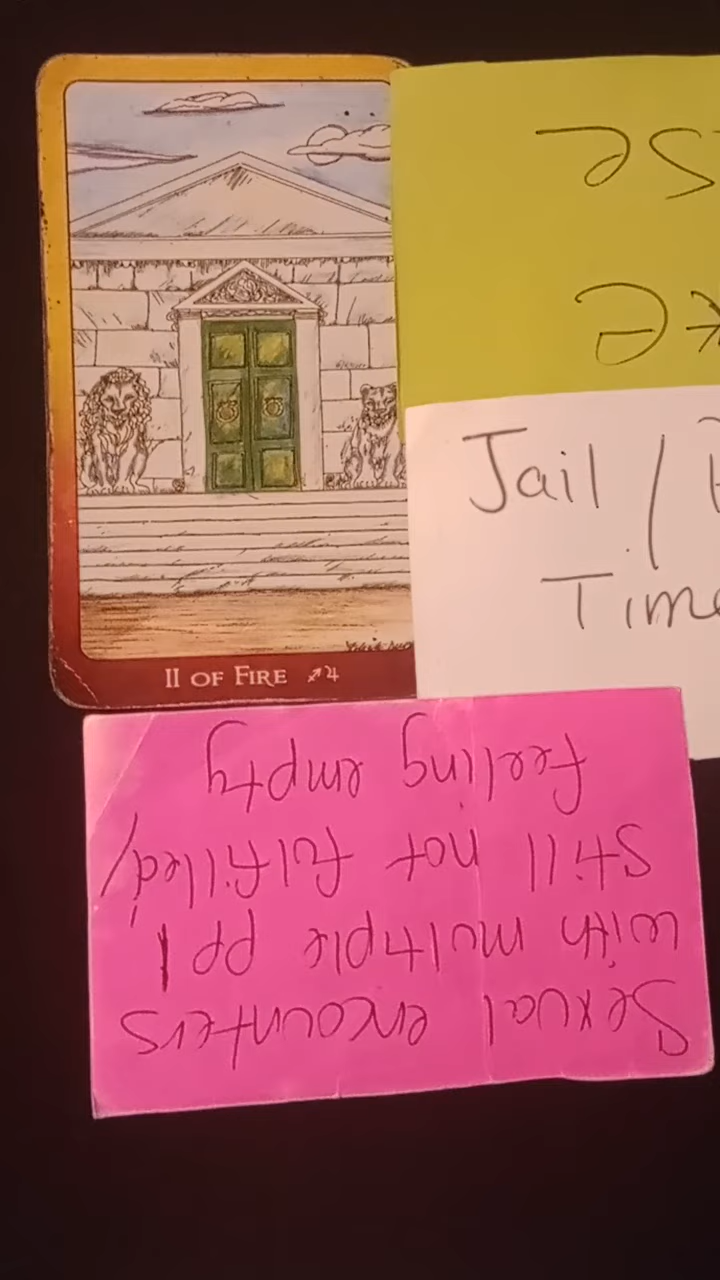 II OF FIRE ♐♃
Jail /
Time
Sexual encounters
with multiple ppl
still not fulfilled/
feeling empty